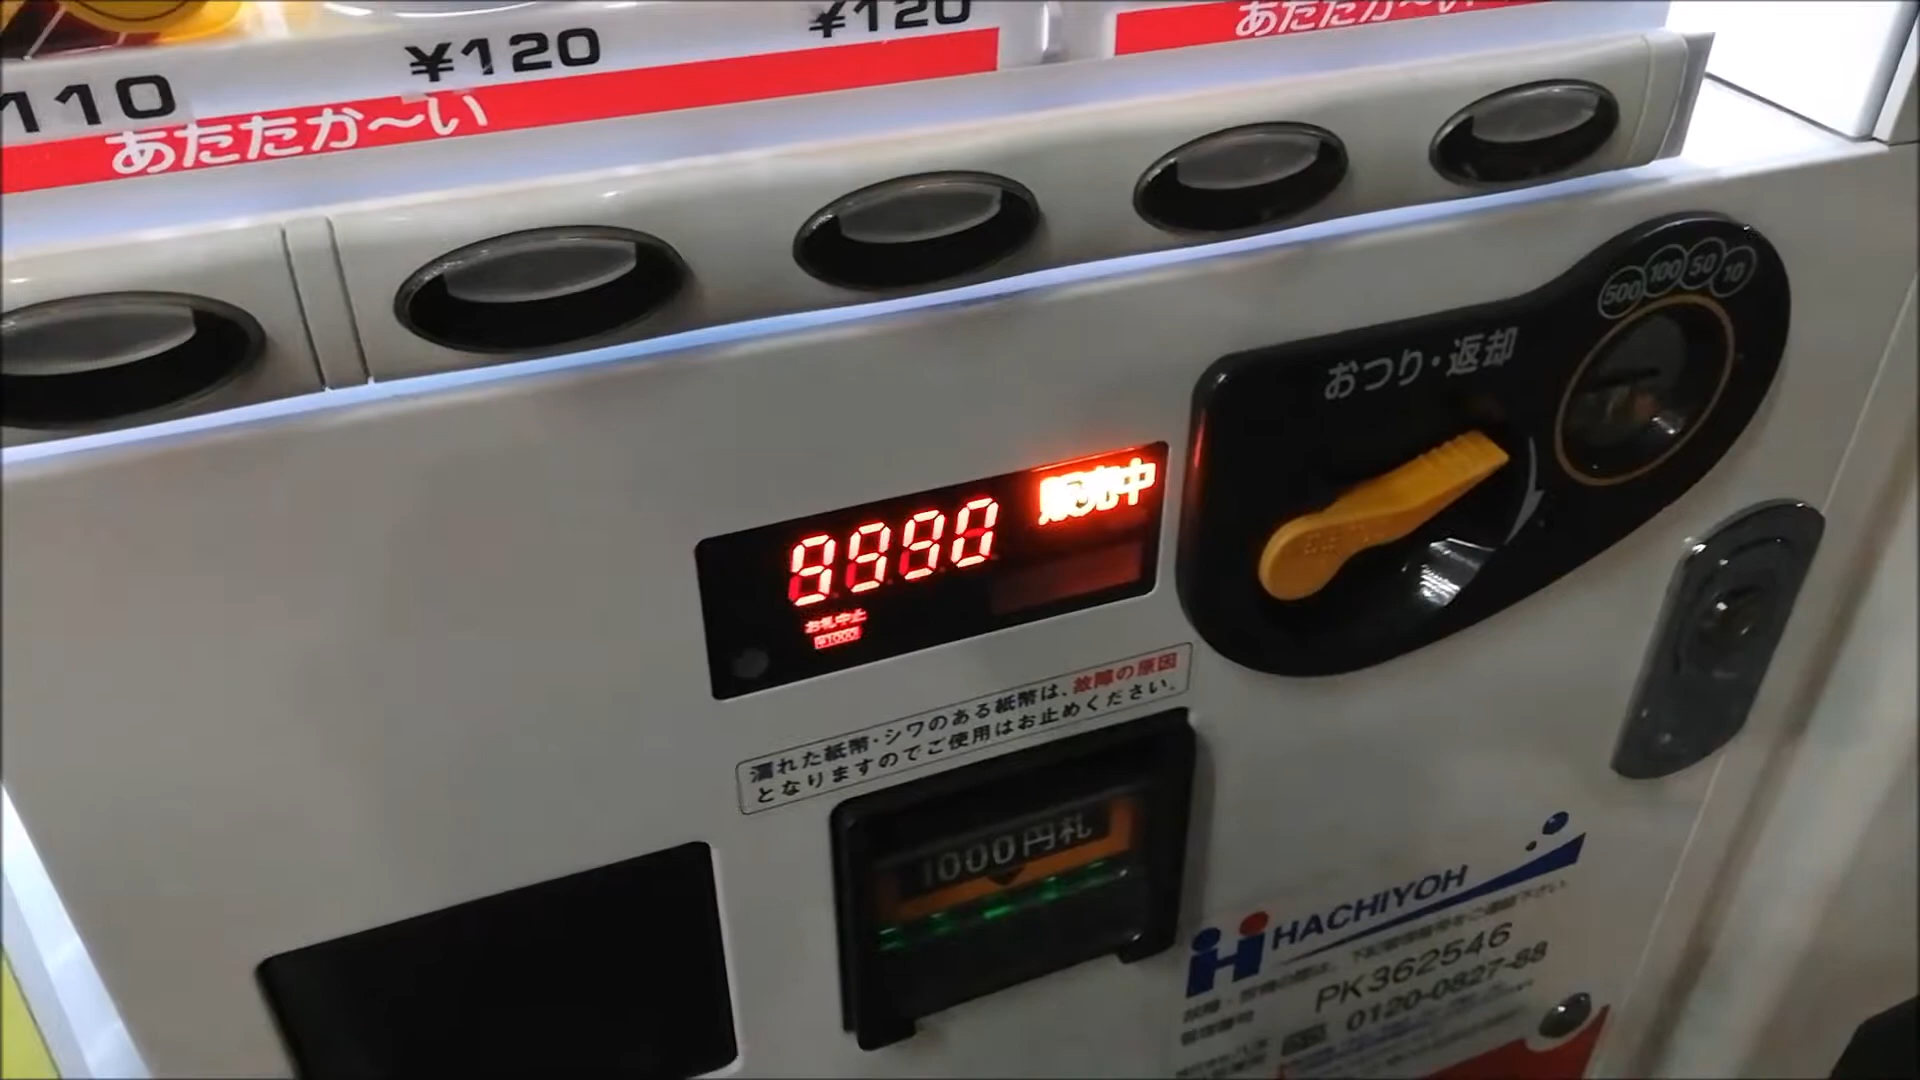 110
¥120
¥120
あたたか〜い
あたたか〜い
500 100 50 10
おつり・返却
販売中
お札中止
¥1000
濡れた紙幣・シワのある紙幣は、故障の原因
となりますのでご使用はお止めください。
1000円札
HACHIYOH
PK362546
管理番号
0120-0827-88